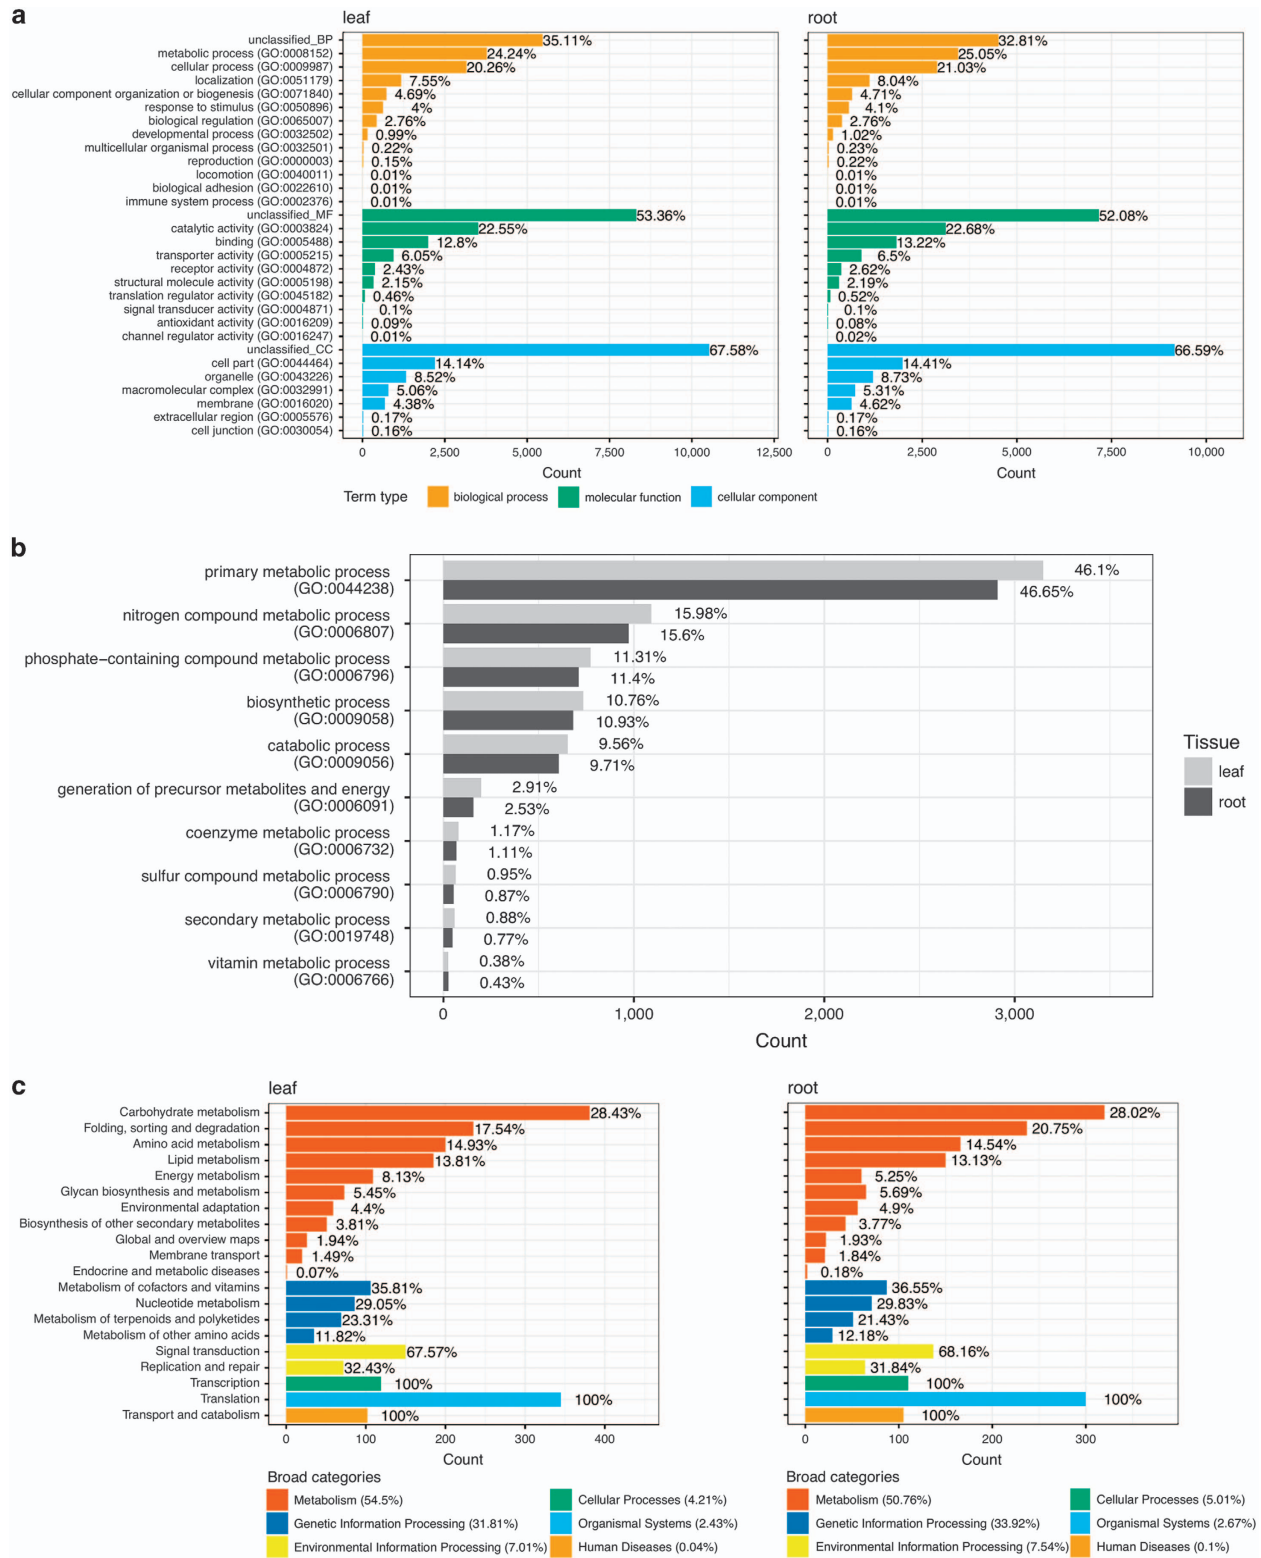 a
leaf
root
unclassified_BP 35.11% 32.81%
metabolic process (GO:0008152) 24.24% 25.05%
cellular process (GO:0009987) 20.26% 21.03%
localization (GO:0051179) 7.55% 8.04%
cellular component organization or biogenesis (GO:0071840) 4.69% 4.71%
response to stimulus (GO:0050896) 4% 4.1%
biological regulation (GO:0065007) 2.76% 2.76%
developmental process (GO:0032502) 0.99% 1.02%
multicellular organismal process (GO:0032501) 0.22% 0.23%
reproduction (GO:0000003) 0.15% 0.22%
locomotion (GO:0040011) 0.01% 0.01%
biological adhesion (GO:0022610) 0.01% 0.01%
immune system process (GO:0002376) 0.01% 0.01%
unclassified_MF 53.36% 52.08%
catalytic activity (GO:0003824) 22.55% 22.68%
binding (GO:0005488) 12.8% 13.22%
transporter activity (GO:0005215) 6.05% 6.5%
receptor activity (GO:0004872) 2.43% 2.62%
structural molecule activity (GO:0005198) 2.15% 2.19%
translation regulator activity (GO:0045182) 0.46% 0.52%
signal transducer activity (GO:0004871) 0.1% 0.1%
antioxidant activity (GO:0016209) 0.09% 0.08%
channel regulator activity (GO:0016247) 0.01% 0.02%
unclassified_CC 67.58% 66.59%
cell part (GO:0044464) 14.14% 14.41%
organelle (GO:0043226) 8.52% 8.73%
macromolecular complex (GO:0032991) 5.06% 5.31%
membrane (GO:0016020) 4.38% 4.62%
extracellular region (GO:0005576) 0.17% 0.17%
cell junction (GO:0030054) 0.16% 0.16%
0 2,500 5,000 7,500 10,000 12,500 0 2,500 5,000 7,500 10,000
Count Count
Term type biological process molecular function cellular component
b
primary metabolic process 46.1%
(GO:0044238) 46.65%
nitrogen compound metabolic process 15.98%
(GO:0006807) 15.6%
phosphate−containing compound metabolic process 11.31%
(GO:0006796) 11.4%
biosynthetic process 10.76%
(GO:0009058) 10.93%
catabolic process 9.56%
(GO:0009056) 9.71%
generation of precursor metabolites and energy 2.91%
(GO:0006091) 2.53%
coenzyme metabolic process 1.17%
(GO:0006732) 1.11%
sulfur compound metabolic process 0.95%
(GO:0006790) 0.87%
secondary metabolic process 0.88%
(GO:0019748) 0.77%
vitamin metabolic process 0.38%
(GO:0006766) 0.43%
0 1,000 2,000 3,000
Count
Tissue
leaf
root
c
leaf
root
Carbohydrate metabolism 28.43% 28.02%
Folding, sorting and degradation 17.54% 20.75%
Amino acid metabolism 14.93% 14.54%
Lipid metabolism 13.81% 13.13%
Energy metabolism 8.13% 5.25%
Glycan biosynthesis and metabolism 5.45% 5.69%
Environmental adaptation 4.4% 4.9%
Biosynthesis of other secondary metabolites 3.81% 3.77%
Global and overview maps 1.94% 1.93%
Membrane transport 1.49% 1.84%
Endocrine and metabolic diseases 0.07% 0.18%
Metabolism of cofactors and vitamins 35.81% 36.55%
Nucleotide metabolism 29.05% 29.83%
Metabolism of terpenoids and polyketides 23.31% 21.43%
Metabolism of other amino acids 11.82% 12.18%
Signal transduction 67.57% 68.16%
Replication and repair 32.43% 31.84%
Transcription 100% 100%
Translation 100% 100%
Transport and catabolism 100% 100%
0 100 200 300 400 0 100 200 300
Count Count
Broad categories Broad categories
Metabolism (54.5%) Cellular Processes (4.21%) Metabolism (50.76%) Cellular Processes (5.01%)
Genetic Information Processing (31.81%) Organismal Systems (2.43%) Genetic Information Processing (33.92%) Organismal Systems (2.67%)
Environmental Information Processing (7.01%) Human Diseases (0.04%) Environmental Information Processing (7.54%) Human Diseases (0.1%)